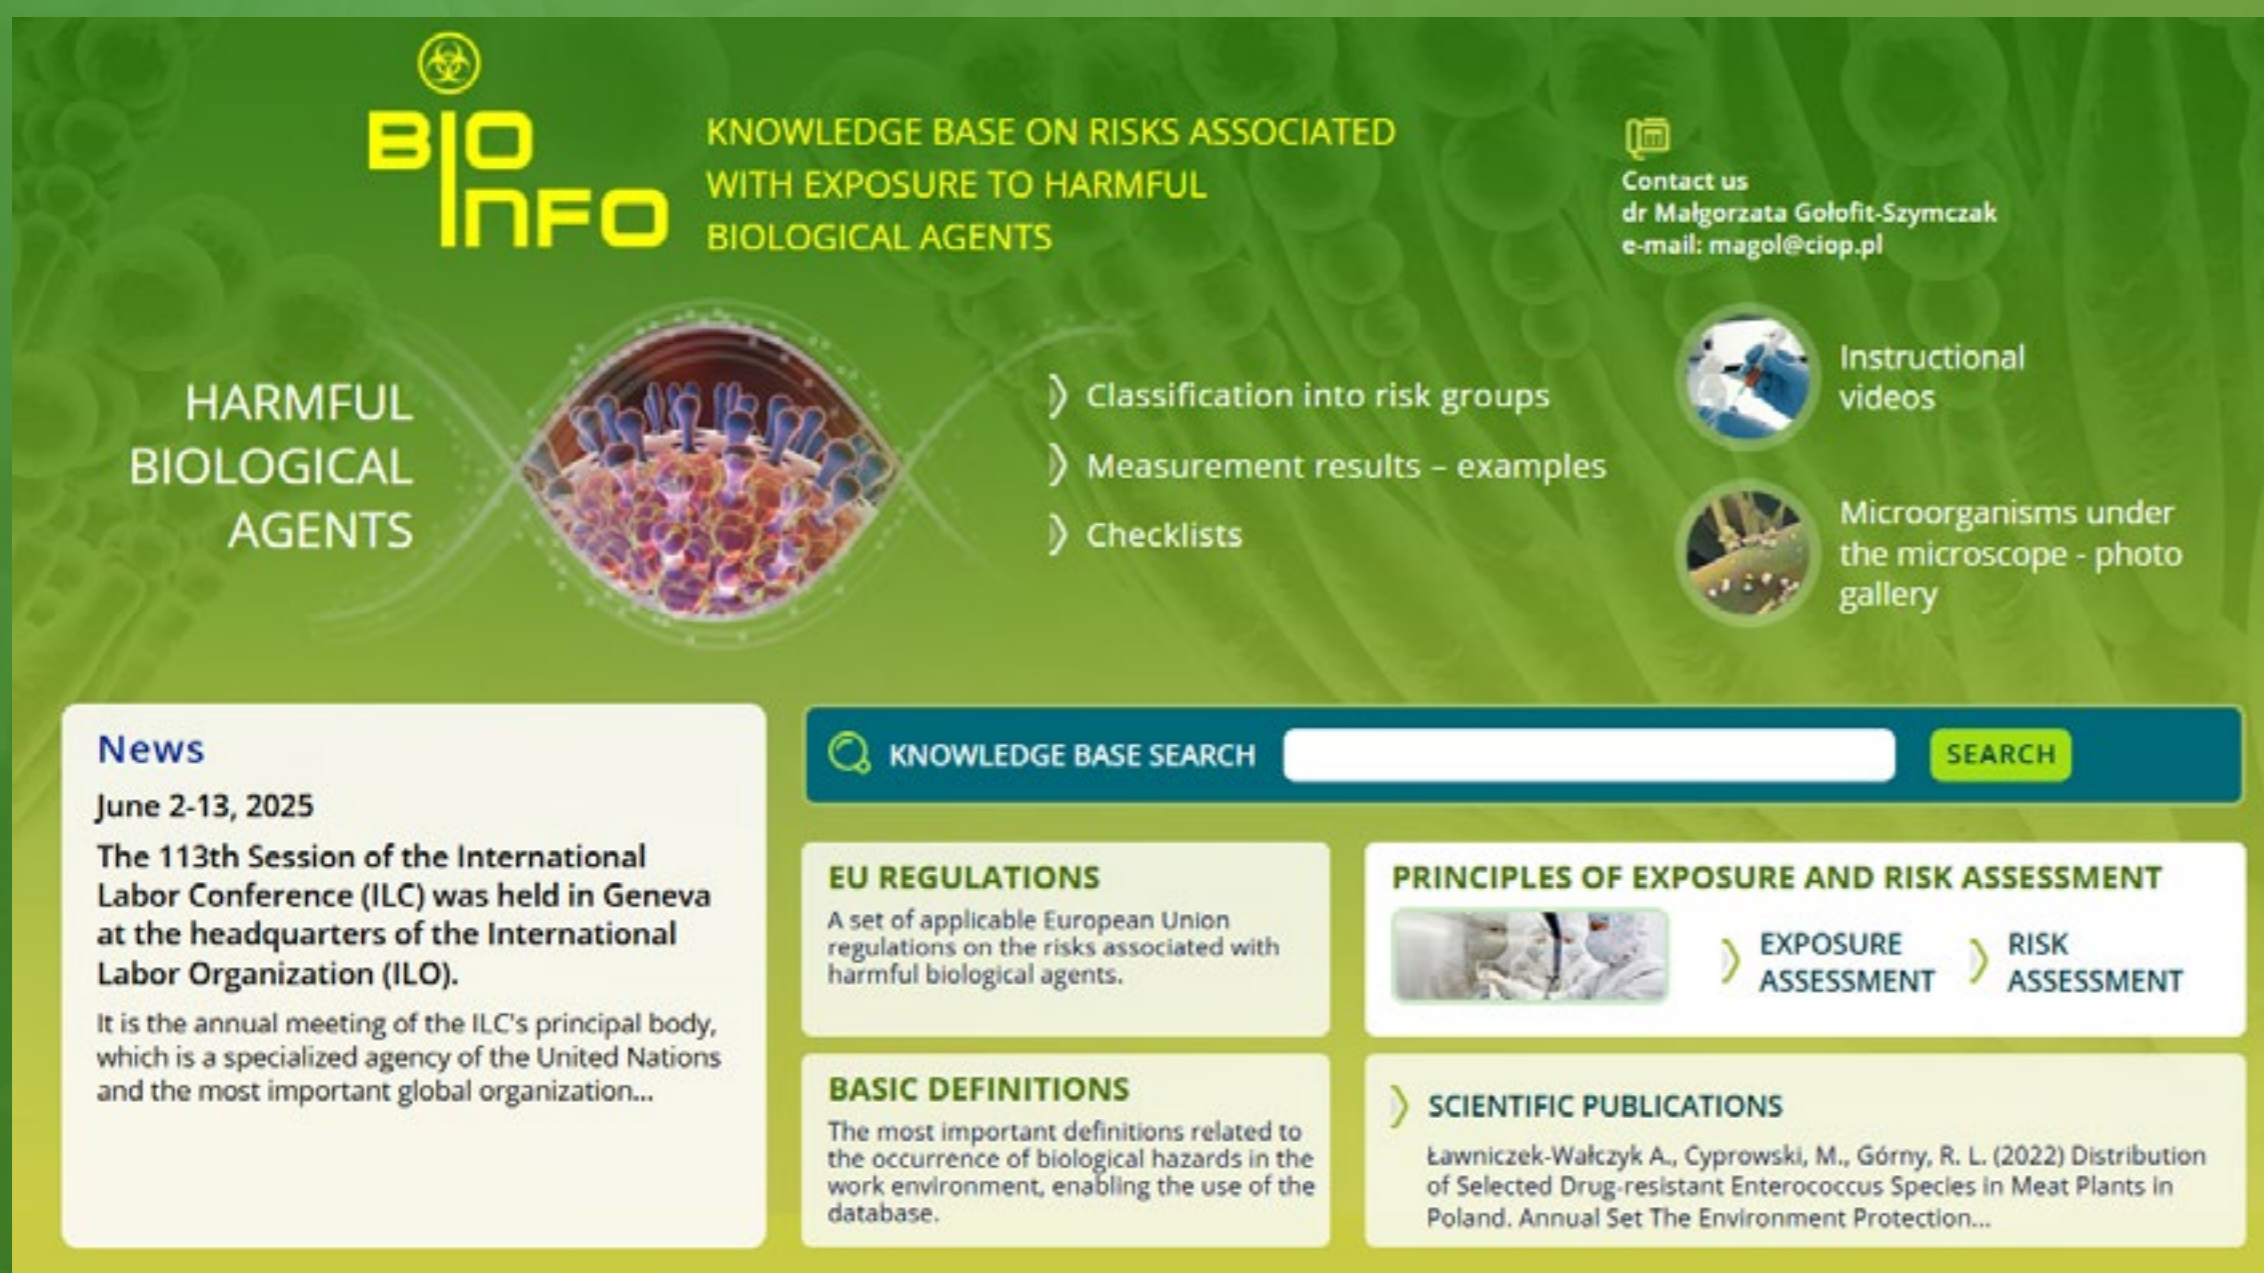 BIO
INFO
KNOWLEDGE BASE ON RISKS ASSOCIATED
WITH EXPOSURE TO HARMFUL
BIOLOGICAL AGENTS
Contact us
dr Małgorzata Gołofit-Szymczak
e-mail: magol@ciop.pl
HARMFUL
BIOLOGICAL
AGENTS
Classification into risk groups
Measurement results – examples
Checklists
Instructional
videos
Microorganisms under
the microscope - photo
gallery
News
June 2-13, 2025
The 113th Session of the International
Labor Conference (ILC) was held in Geneva
at the headquarters of the International
Labor Organization (ILO).
It is the annual meeting of the ILC's principal body,
which is a specialized agency of the United Nations
and the most important global organization...
KNOWLEDGE BASE SEARCH
SEARCH
EU REGULATIONS
A set of applicable European Union
regulations on the risks associated with
harmful biological agents.
PRINCIPLES OF EXPOSURE AND RISK ASSESSMENT
EXPOSURE
ASSESSMENT
RISK
ASSESSMENT
BASIC DEFINITIONS
The most important definitions related to
the occurrence of biological hazards in the
work environment, enabling the use of the
database.
SCIENTIFIC PUBLICATIONS
Ławniczek-Wałczyk A., Cyprowski, M., Górny, R. L. (2022) Distribution
of Selected Drug-resistant Enterococcus Species in Meat Plants in
Poland. Annual Set The Environment Protection...